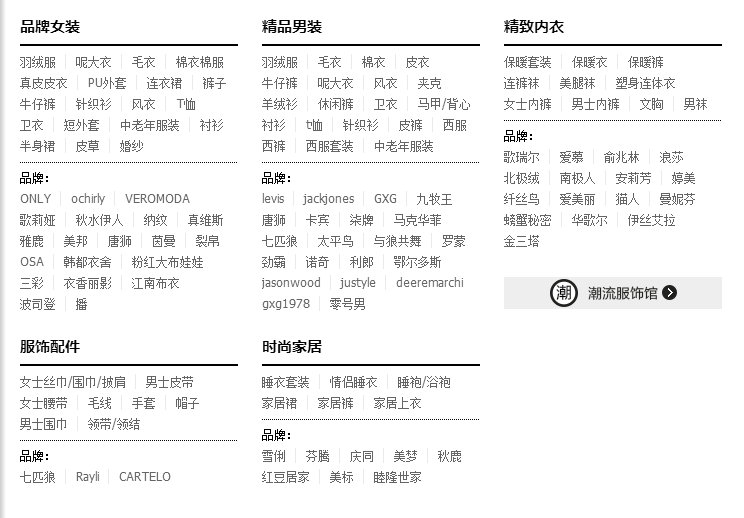 品牌女装
羽绒服 呢大衣 毛衣 棉衣棉服
真皮皮衣 PU外套 连衣裙 裤子
牛仔裤 针织衫 风衣 T恤
卫衣 短外套 中老年服装 衬衫
半身裙 皮草 婚纱
品牌:
ONLY ochirly VEROMODA
歌莉娅 秋水伊人 纳纹 真维斯
雅鹿 美邦 唐狮 茵曼 裂帛
OSA 韩都衣舍 粉红大布娃娃
三彩 衣香丽影 江南布衣
波司登 播
精品男装
羽绒服 毛衣 棉衣 皮衣
牛仔裤 呢大衣 风衣 夹克
羊绒衫 休闲裤 卫衣 马甲/背心
衬衫 t恤 针织衫 皮裤 西服
西裤 西服套装 中老年服装
品牌:
levis jackjones GXG 九牧王
唐狮 卡宾 柒牌 马克华菲
七匹狼 太平鸟 与狼共舞 罗蒙
劲霸 诺奇 利郎 鄂尔多斯
jasonwood justyle deeremarchi
gxg1978 零号男
精致内衣
保暖套装 保暖衣 保暖裤
连裤袜 美腿袜 塑身连体衣
女士内裤 男士内裤 文胸 男袜
品牌:
歌瑞尔 爱慕 俞兆林 浪莎
北极绒 南极人 安莉芳 婷美
纤丝鸟 爱美丽 猫人 曼妮芬
螃蟹秘密 华歌尔 伊丝艾拉
金三塔
潮 潮流服饰馆
服饰配件
女士丝巾/围巾/披肩 男士皮带
女士腰带 毛线 手套 帽子
男士围巾 领带/领结
品牌:
七匹狼 Rayli CARTELO
时尚家居
睡衣套装 情侣睡衣 睡袍/浴袍
家居裙 家居裤 家居上衣
品牌:
雪俐 芬腾 庆同 美梦 秋鹿
红豆居家 美标 睦隆世家